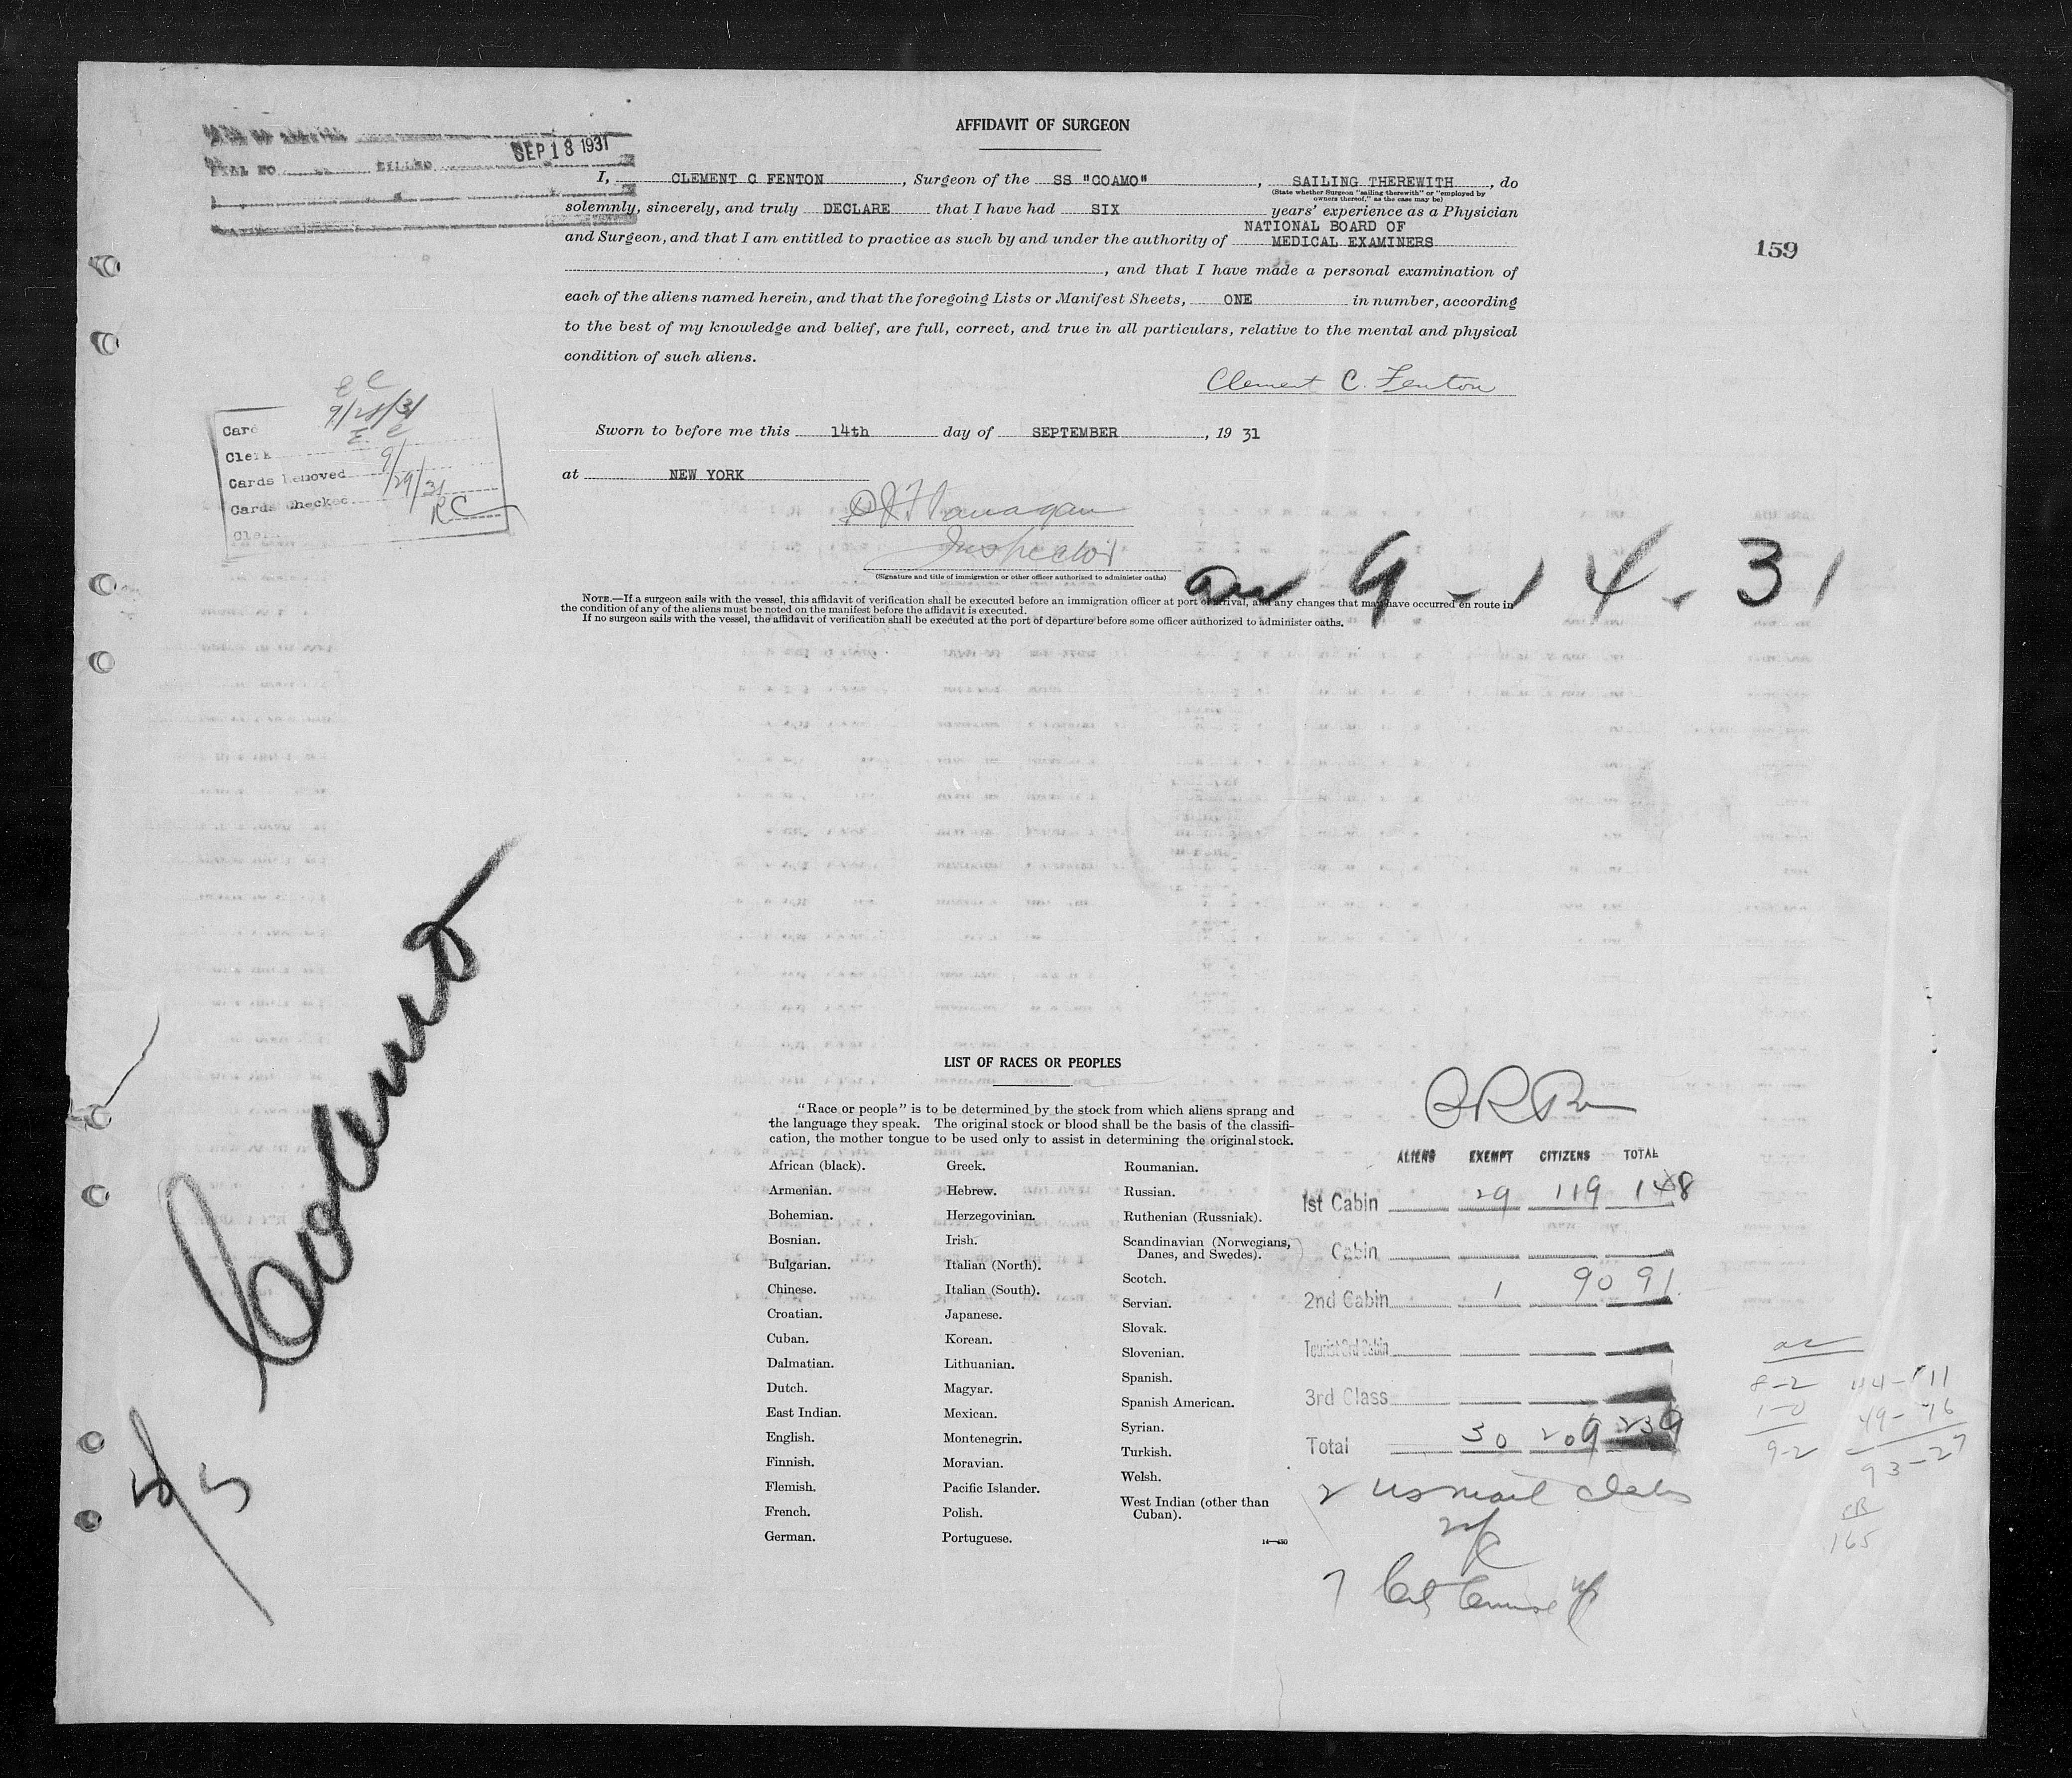 AFFIDAVIT OF SURGEON
SEP 18 1931
I, CLEMENT C FENTON, Surgeon of the SS "COAMO", SAILING THEREWITH, do
(State whether Surgeon "sailing therewith" or "employed by
owners thereof," as the case may be)
solemnly, sincerely, and truly DECLARE that I have had SIX years' experience as a Physician
and Surgeon, and that I am entitled to practice as such by and under the authority of NATIONAL BOARD OF
MEDICAL EXAMINERS
159
, and that I have made a personal examination of
each of the aliens named herein, and that the foregoing Lists or Manifest Sheets, ONE in number, according
to the best of my knowledge and belief, are full, correct, and true in all particulars, relative to the mental and physical
condition of such aliens.
Clement C. Fenton
Sworn to before me this 14th day of SEPTEMBER, 19 31
at NEW YORK
Flanagan
Inspector
(Signature and title of immigration or other officer authorized to administer oaths)
9-14-31
Clerk
Cards Removed
9/29/31
Cards Checked
RC
NOTE.—If a surgeon sails with the vessel, this affidavit of verification shall be executed before an immigration officer at port of arrival, and any changes that may have occurred en route in
the condition of any of the aliens must be noted on the manifest before the affidavit is executed.
If no surgeon sails with the vessel, the affidavit of verification shall be executed at the port of departure before some officer authorized to administer oaths.
S/S Coamo
LIST OF RACES OR PEOPLES
"Race or people" is to be determined by the stock from which aliens sprang and
the language they speak. The original stock or blood shall be the basis of the classifi-
cation, the mother tongue to be used only to assist in determining the original stock.
African (black).
Armenian.
Bohemian.
Bosnian.
Bulgarian.
Chinese.
Croatian.
Cuban.
Dalmatian.
Dutch.
East Indian.
English.
Finnish.
Flemish.
French.
German.
Greek.
Hebrew.
Herzegovinian.
Irish.
Italian (North).
Italian (South).
Japanese.
Korean.
Lithuanian.
Magyar.
Mexican.
Montenegrin.
Moravian.
Pacific Islander.
Polish.
Portuguese.
Roumanian.
Russian.
Ruthenian (Russniak).
Scandinavian (Norwegians,
Danes, and Swedes).
Scotch.
Servian.
Slovak.
Slovenian.
Spanish.
Spanish American.
Syrian.
Turkish.
Welsh.
West Indian (other than
Cuban).
14—430
ALIENS EXEMPT CITIZENS TOTAL
1st Cabin 29 119 148
Cabin
2nd Cabin 1 90 91
Tourist 3rd Cabin
3rd Class
Total 30 209 239
2 US mail
8-2
1-0
9-2
93-27
165